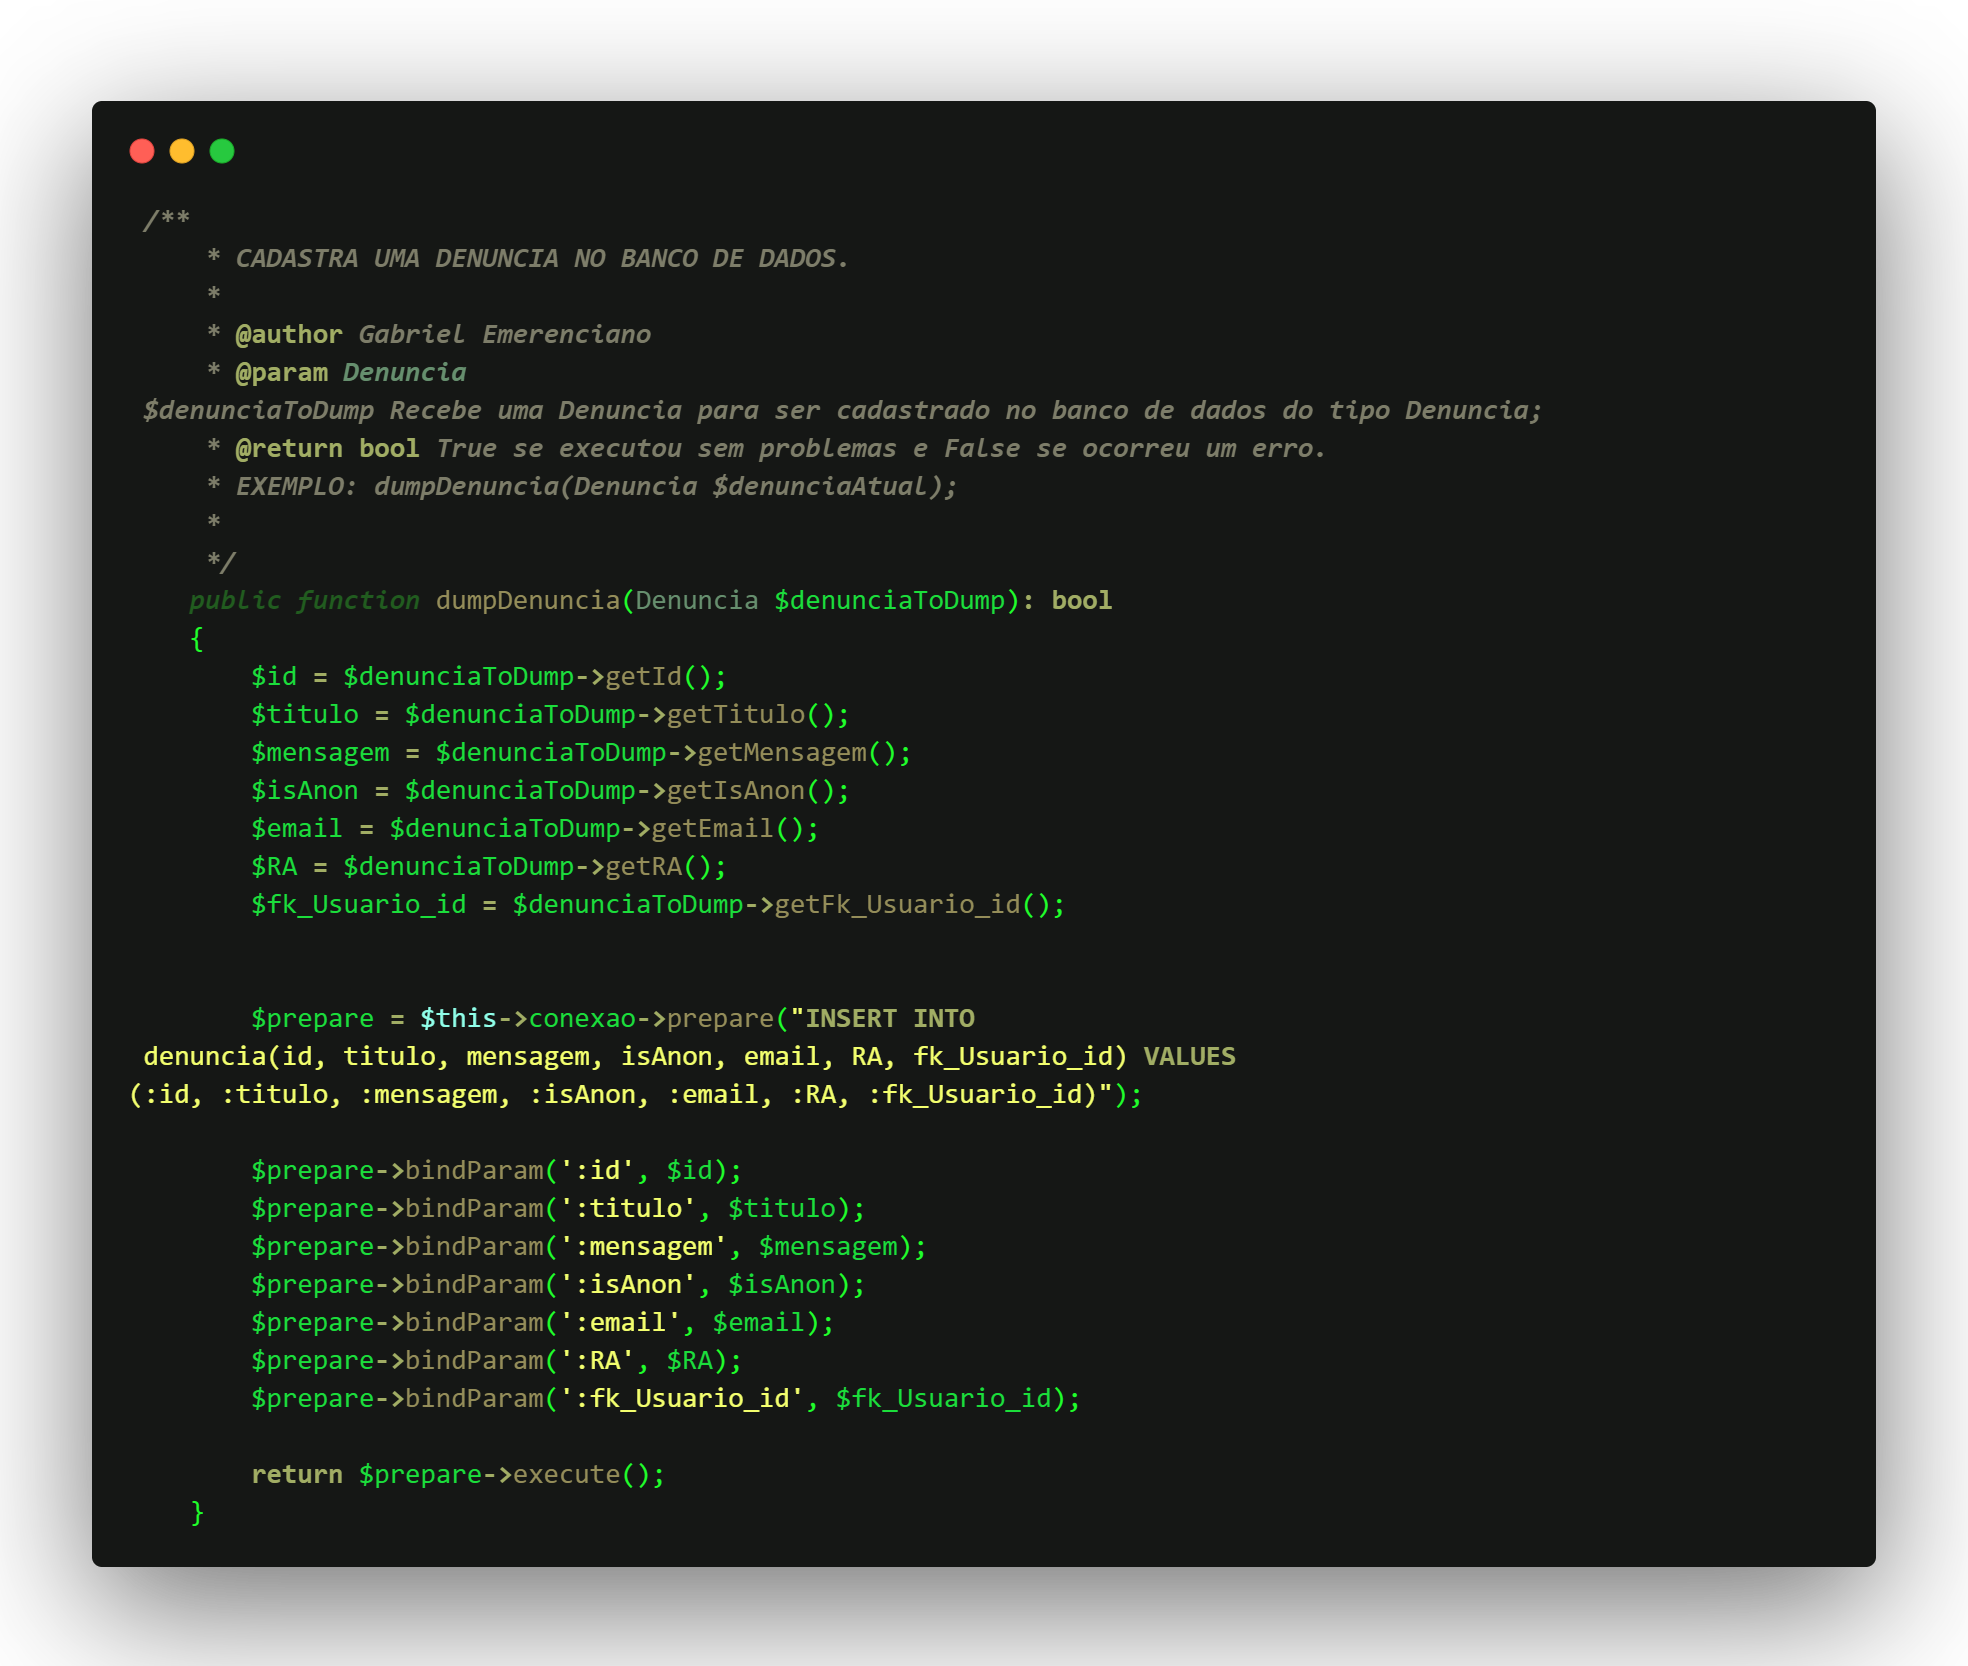 /**
* CADASTRA UMA DENUNCIA NO BANCO DE DADOS.
*
* @author Gabriel Emerenciano
* @param Denuncia
$denunciaToDump Recebe uma Denuncia para ser cadastrado no banco de dados do tipo Denuncia;
* @return bool True se executou sem problemas e False se ocorreu um erro.
* EXEMPLO: dumpDenuncia(Denuncia $denunciaAtual);
*
*/
public function dumpDenuncia(Denuncia $denunciaToDump): bool
{
$id = $denunciaToDump->getId();
$titulo = $denunciaToDump->getTitulo();
$mensagem = $denunciaToDump->getMensagem();
$isAnon = $denunciaToDump->getIsAnon();
$email = $denunciaToDump->getEmail();
$RA = $denunciaToDump->getRA();
$fk_Usuario_id = $denunciaToDump->getFk_Usuario_id();
$prepare = $this->conexao->prepare("INSERT INTO
denuncia(id, titulo, mensagem, isAnon, email, RA, fk_Usuario_id) VALUES
(:id, :titulo, :mensagem, :isAnon, :email, :RA, :fk_Usuario_id)");
$prepare->bindParam(':id', $id);
$prepare->bindParam(':titulo', $titulo);
$prepare->bindParam(':mensagem', $mensagem);
$prepare->bindParam(':isAnon', $isAnon);
$prepare->bindParam(':email', $email);
$prepare->bindParam(':RA', $RA);
$prepare->bindParam(':fk_Usuario_id', $fk_Usuario_id);
return $prepare->execute();
}